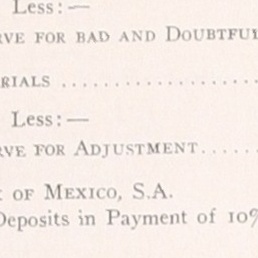 Less:—
RVE FOR BAD AND DOUBTFUL
RIALS ..................
Less:—
RVE FOR ADJUSTMENT......
OF MEXICO, S.A.
Deposits in Payment of 10%